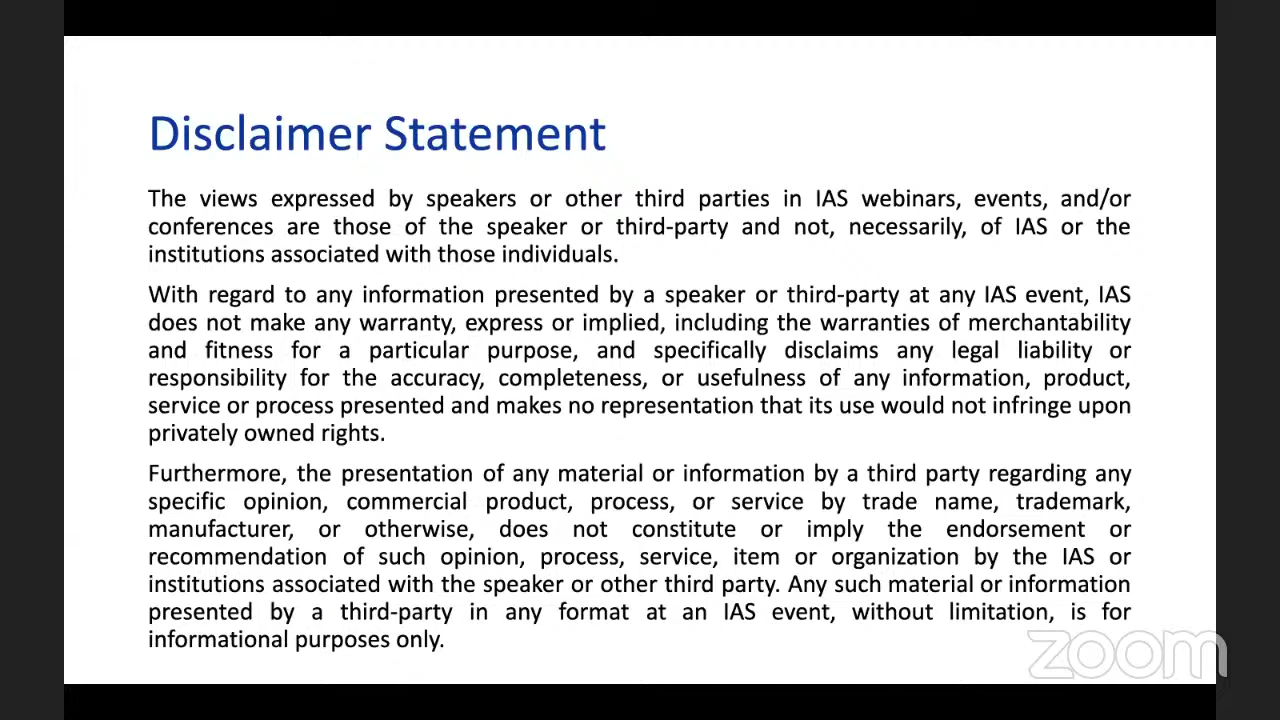 Disclaimer Statement
The views expressed by speakers or other third parties in IAS webinars, events, and/or
conferences are those of the speaker or third-party and not, necessarily, of IAS or the
institutions associated with those individuals.
With regard to any information presented by a speaker or third-party at any IAS event, IAS
does not make any warranty, express or implied, including the warranties of merchantability
and fitness for a particular purpose, and specifically disclaims any legal liability or
responsibility for the accuracy, completeness, or usefulness of any information, product,
service or process presented and makes no representation that its use would not infringe upon
privately owned rights.
Furthermore, the presentation of any material or information by a third party regarding any
specific opinion, commercial product, process, or service by trade name, trademark,
manufacturer, or otherwise, does not constitute or imply the endorsement or
recommendation of such opinion, process, service, item or organization by the IAS or
institutions associated with the speaker or other third party. Any such material or information
presented by a third-party in any format at an IAS event, without limitation, is for
informational purposes only.
zoom